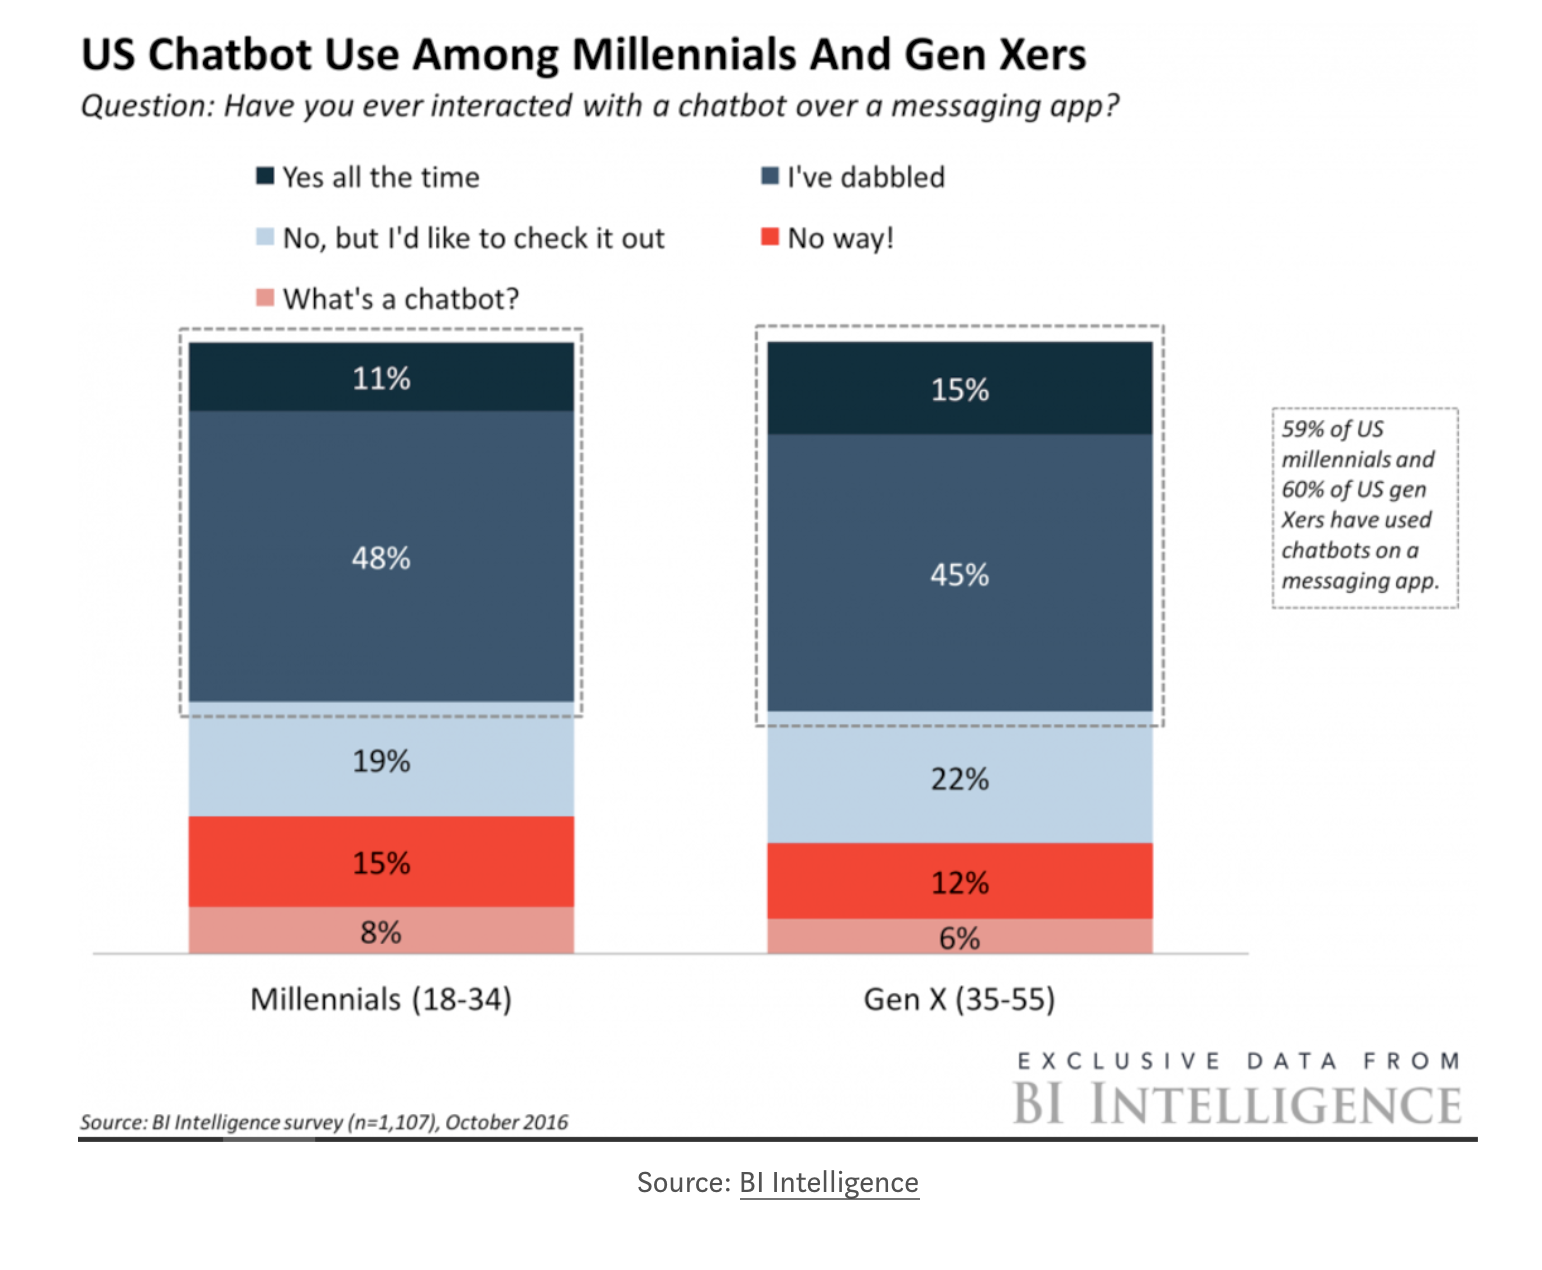 US Chatbot Use Among Millennials And Gen Xers
Question: Have you ever interacted with a chatbot over a messaging app?
Yes all the time
I've dabbled
No, but I'd like to check it out
No way!
What's a chatbot?
11%
48%
19%
15%
8%
15%
45%
22%
12%
6%
59% of US
millennials and
60% of US gen
Xers have used
chatbots on a
messaging app.
Millennials (18-34)
Gen X (35-55)
EXCLUSIVE DATA FROM
BI INTELLIGENCE
Source: BI Intelligence survey (n=1,107), October 2016
Source: BI Intelligence